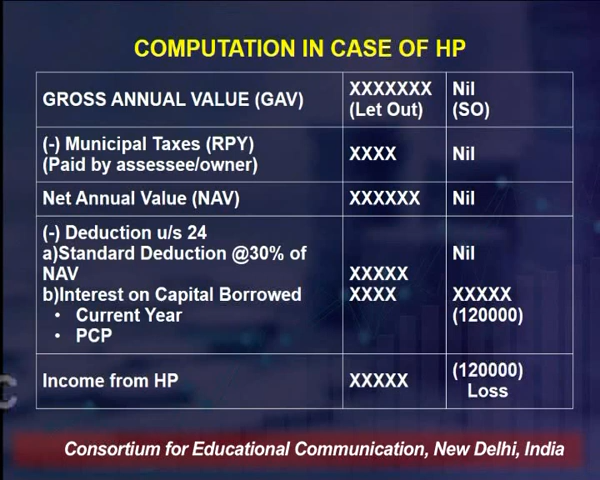 COMPUTATION IN CASE OF HP
GROSS ANNUAL VALUE (GAV)
XXXXXXX
(Let Out)
Nil
(SO)
(-) Municipal Taxes (RPY)
(Paid by assessee/owner)
XXXX
Nil
Net Annual Value (NAV)
XXXXXX
Nil
(-) Deduction u/s 24
a)Standard Deduction @30% of
NAV
b)Interest on Capital Borrowed
• Current Year
• PCP
XXXXX
XXXX
Nil
XXXXX
(120000)
Income from HP
XXXXX
(120000)
Loss
C
Consortium for Educational Communication, New Delhi, India